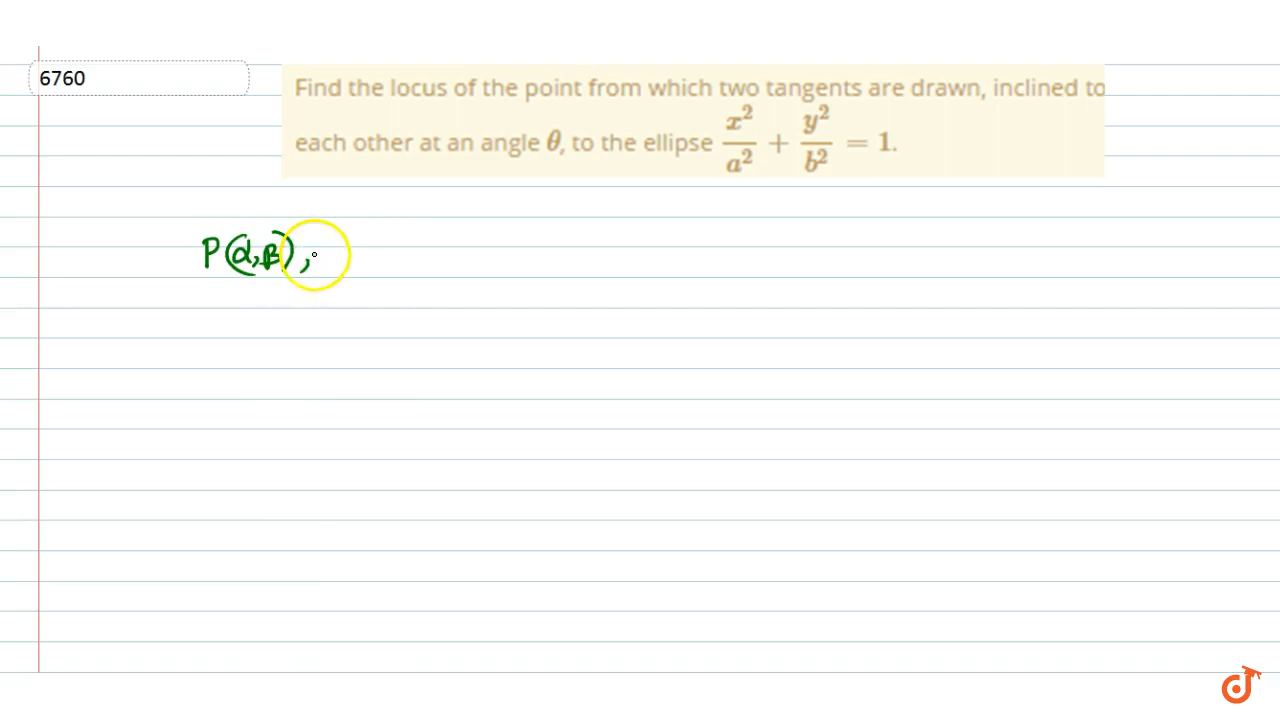 6760
Find the locus of the point from which two tangents are drawn, inclined to
each other at an angle θ, to the ellipse x²/a² + y²/b² = 1.
P(α,β),